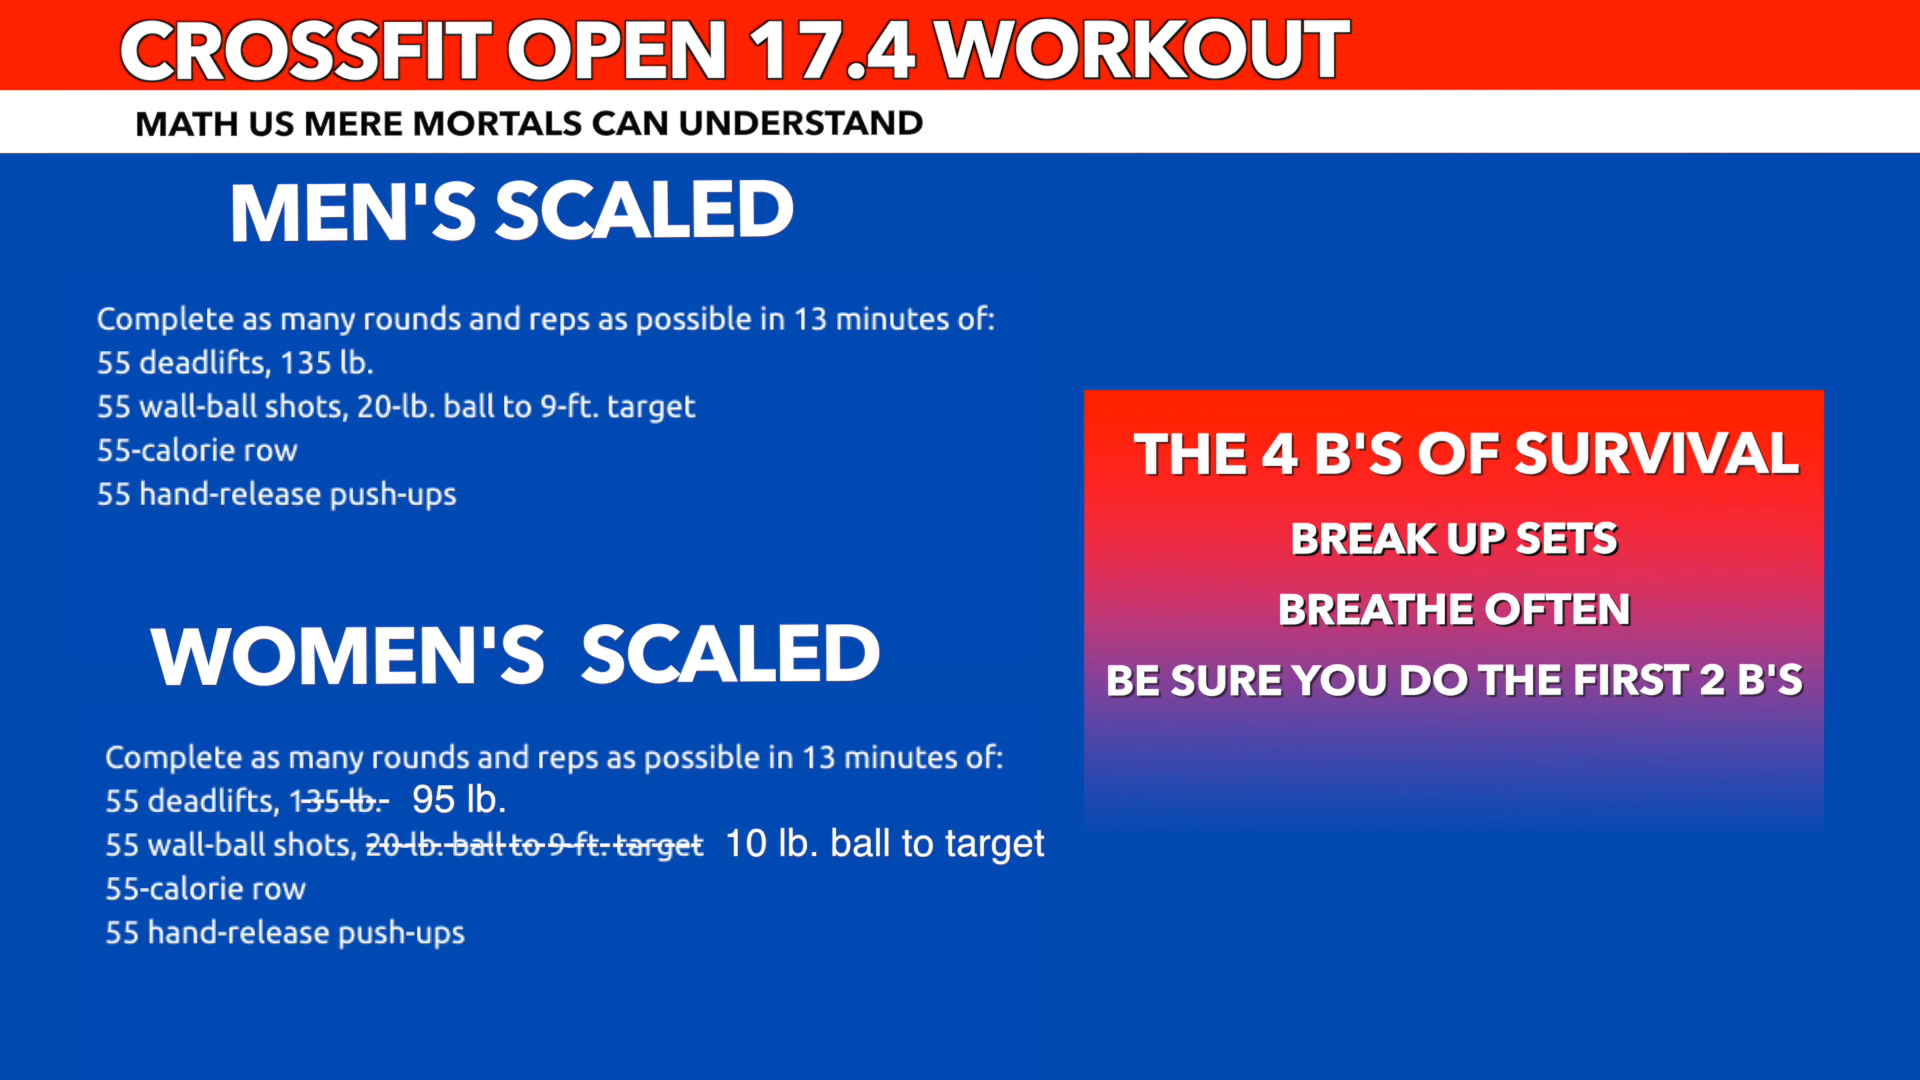 CROSSFIT OPEN 17.4 WORKOUT
MATH US MERE MORTALS CAN UNDERSTAND
MEN'S SCALED
Complete as many rounds and reps as possible in 13 minutes of:
55 deadlifts, 135 lb.
55 wall-ball shots, 20-lb. ball to 9-ft. target
55-calorie row
55 hand-release push-ups
WOMEN'S SCALED
Complete as many rounds and reps as possible in 13 minutes of:
55 deadlifts, 135 lb. 95 lb.
55 wall-ball shots, 20-lb. ball to 9-ft. target 10 lb. ball to target
55-calorie row
55 hand-release push-ups
THE 4 B'S OF SURVIVAL
BREAK UP SETS
BREATHE OFTEN
BE SURE YOU DO THE FIRST 2 B'S